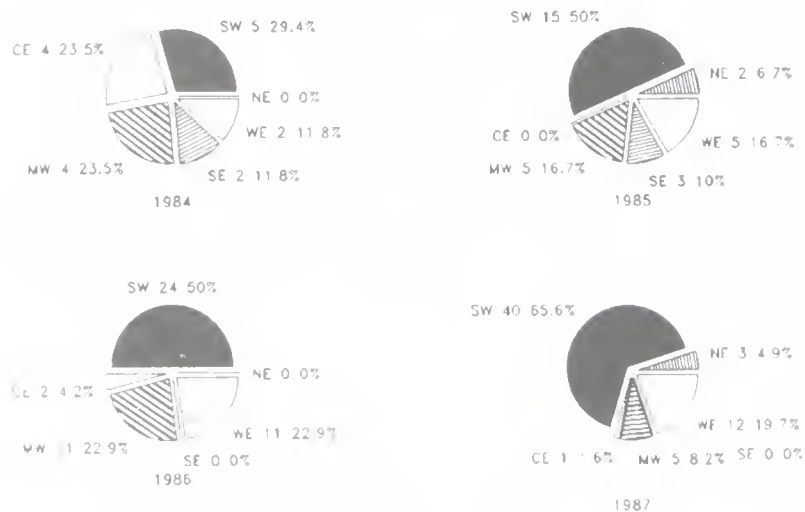 SW 5 29.4%
CE 4 23.5%
NE 0 0%
WE 2 11.8%
SE 2 11.8%
MW 4 23.5%
1984
SW 15 50%
NE 2 6.7%
CE 0 0%
WE 5 16.7%
MW 5 16.7%
SE 3 10%
1985
SW 24 50%
NE 0 0%
CE 2 4.2%
WE 11 22.9%
MW 22.9%
SE 0 0%
1986
SW 40 65.6%
NE 3 4.9%
WE 12 19.7%
CE 1 MW 5 8.2% SE 0 0%
1987